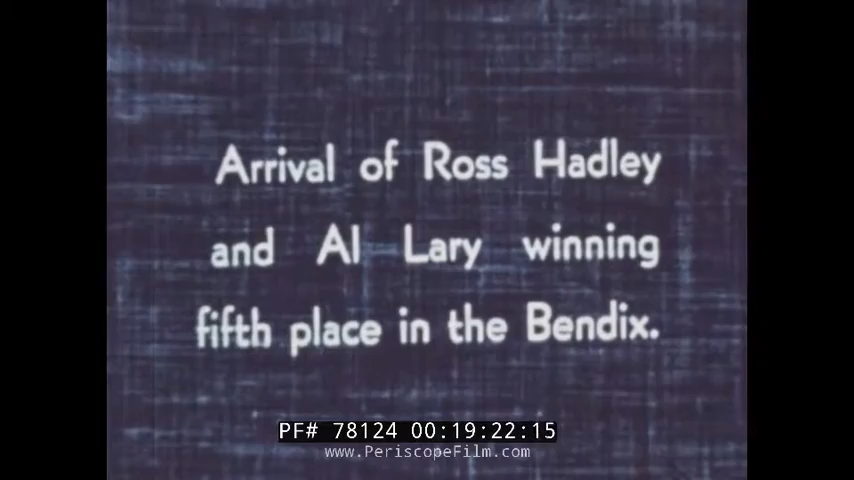 Arrival of Ross Hadley
and Al Lary winning
fifth place in the Bendix.
PF# 78124 00:19:22:15
www.PeriscopeFilm.com